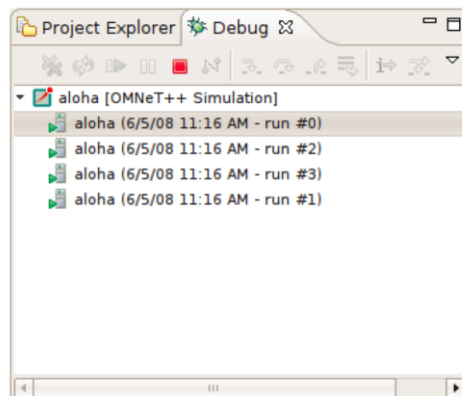 Project Explorer Debug
aloha [OMNeT++ Simulation]
aloha (6/5/08 11:16 AM - run #0)
aloha (6/5/08 11:16 AM - run #2)
aloha (6/5/08 11:16 AM - run #3)
aloha (6/5/08 11:16 AM - run #1)